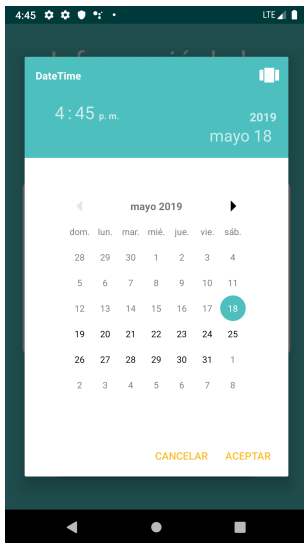 4:45
LTE
DateTime
4:45 p. m.
2019
mayo 18
mayo 2019
dom. lun. mar. mié. jue. vie. sáb.
28 29 30 1 2 3 4
5 6 7 8 9 10 11
12 13 14 15 16 17 18
19 20 21 22 23 24 25
26 27 28 29 30 31 1
2 3 4 5 6 7 8
CANCELAR ACEPTAR